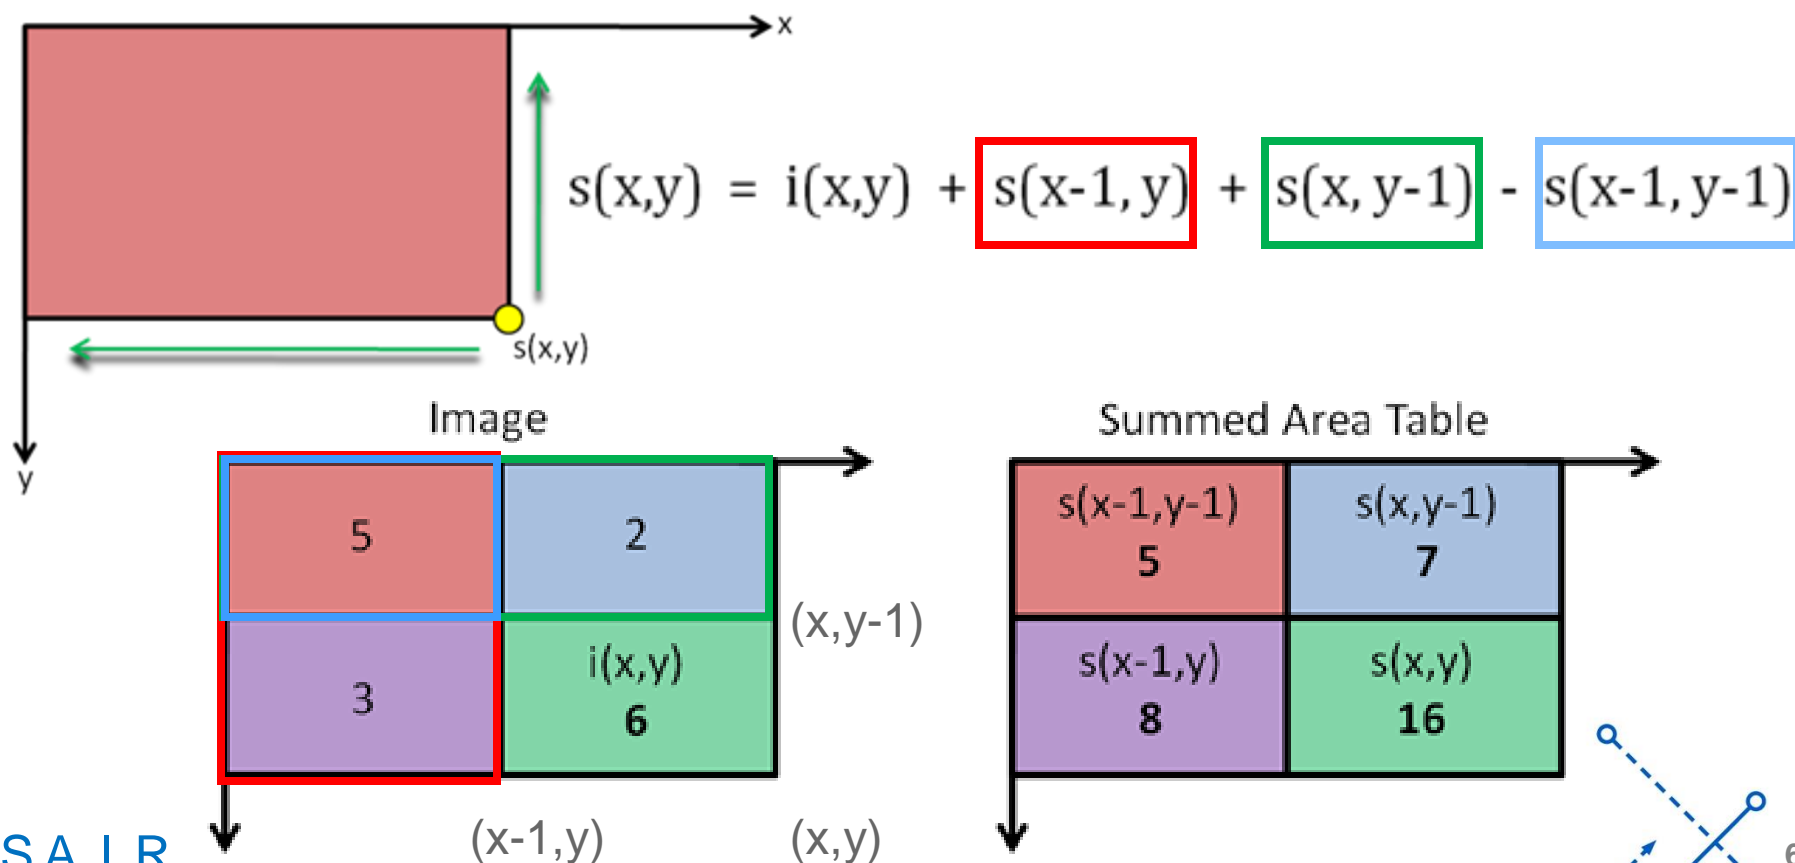 x
s(x,y) = i(x,y) + s(x-1, y) + s(x, y-1) - s(x-1, y-1)
s(x,y)
y
Image
5
2
3
i(x,y)
6
(x,y-1)
(x-1,y)
(x,y)
Summed Area Table
s(x-1,y-1)
5
s(x,y-1)
7
s(x-1,y)
8
s(x,y)
16
SAIR